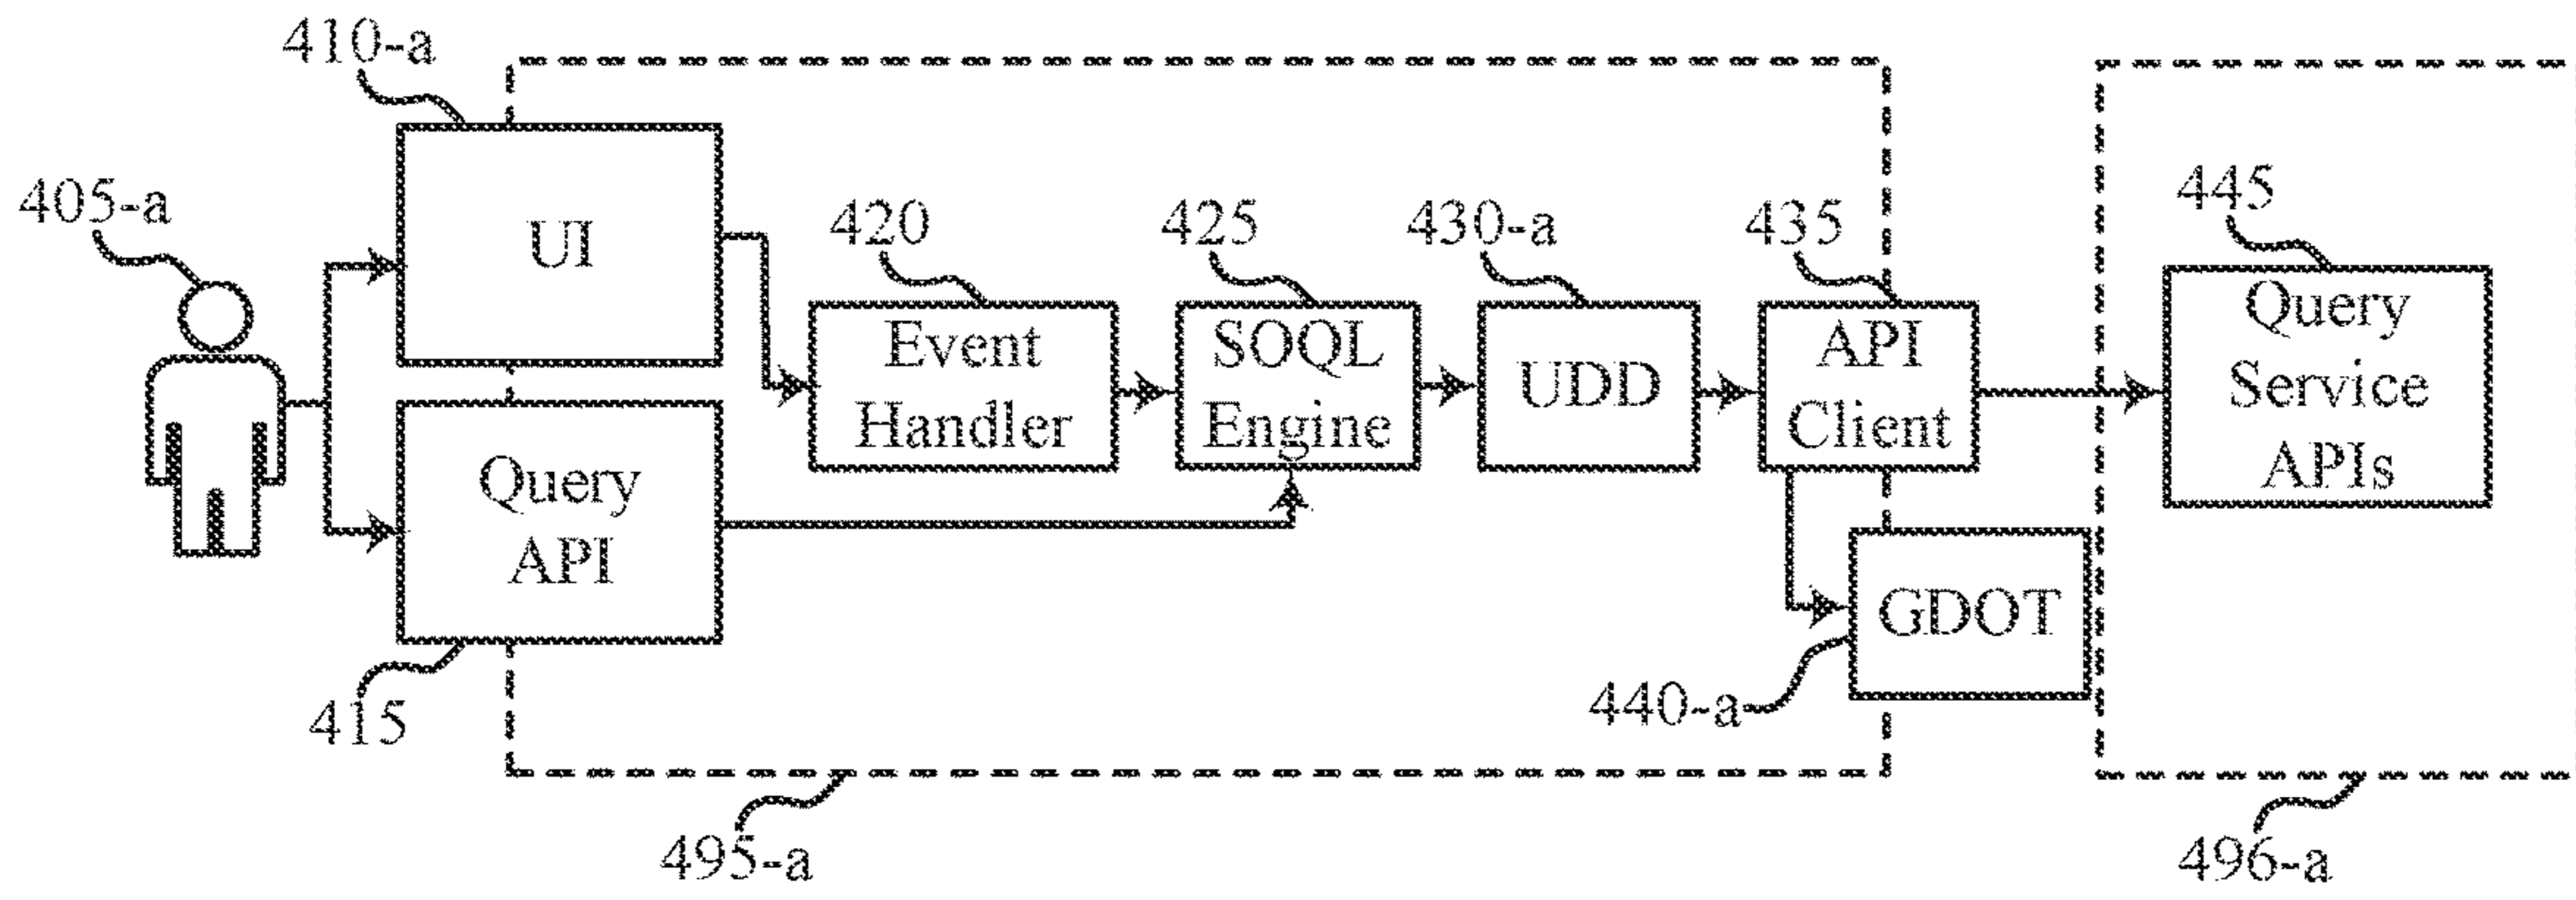 410-a
405-a
UI
420
425
430-a
435
445
Event
Handler
SOQL
Engine
UDD
API
Client
Query
Service
APIs
Query
API
GDOT
415
440-a
495-a
496-a